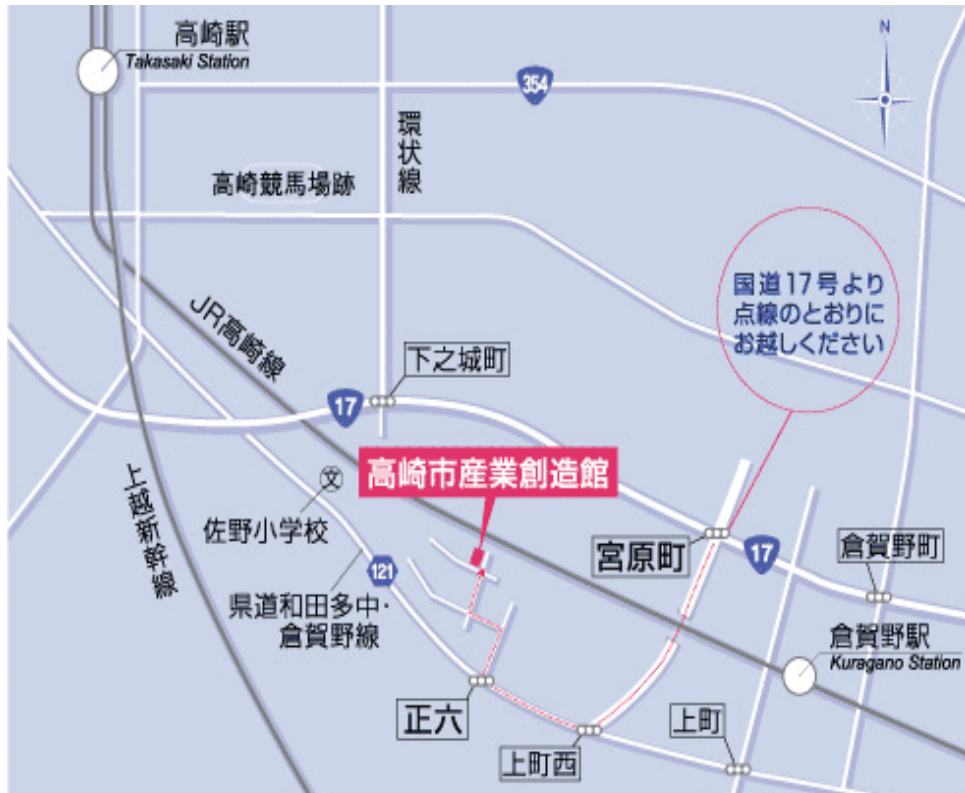 高崎駅
Takasaki Station
N
354
環状線
高崎競馬場跡
国道17号より
点線のとおりに
お越しください
JR高崎線
下之城町
17
高崎市産業創造館
文
佐野小学校
上越新幹線
宮原町
17
倉賀野町
121
県道和田多中・
倉賀野線
倉賀野駅
Kuragano Station
正六
上町
上町西